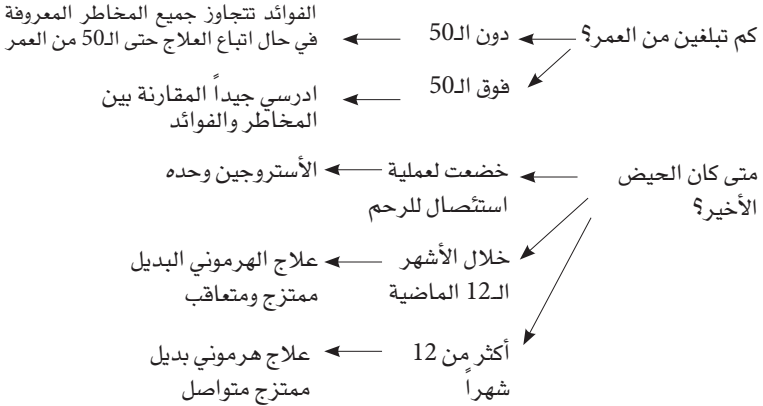 كم تبلغين من العمر؟
دون الـ50
الفوائد تتجاوز جميع المخاطر المعروفة
في حال اتباع العلاج حتى الـ50 من العمر
فوق الـ50
ادرسي جيداً المقارنة بين
المخاطر والفوائد
متى كان الحيض
الأخير؟
خضعت لعملية
استئصال للرحم
الأستروجين وحده
خلال الأشهر
الـ12 الماضية
علاج الهرموني البديل
ممتزج ومتعاقب
أكثر من 12
شهراً
علاج هرموني بديل
ممتزج متواصل